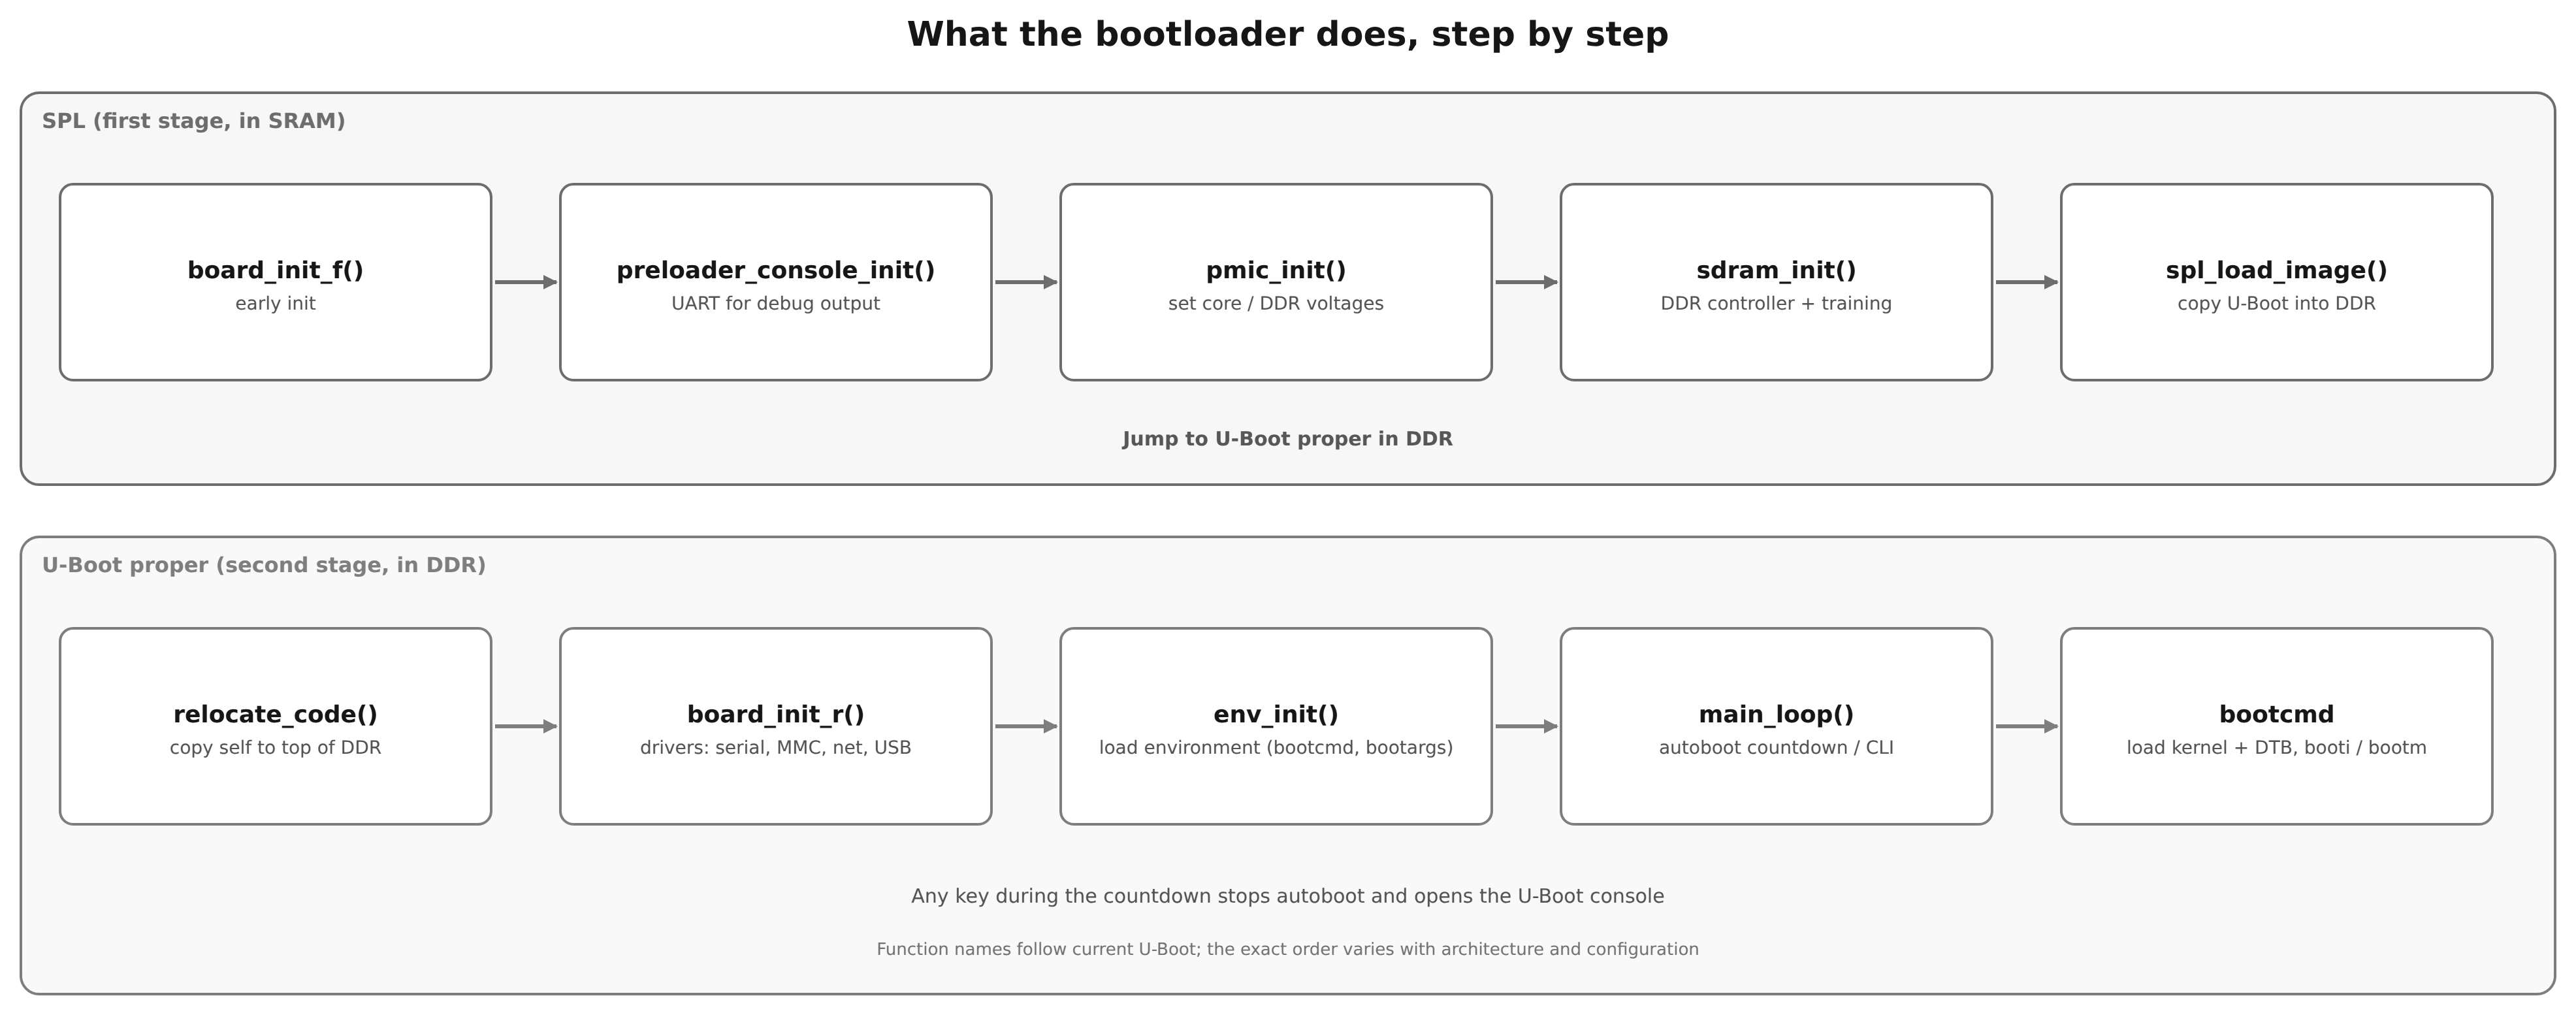 What the bootloader does, step by step
SPL (first stage, in SRAM)
board_init_f()
early init
preloader_console_init()
UART for debug output
pmic_init()
set core / DDR voltages
sdram_init()
DDR controller + training
spl_load_image()
copy U-Boot into DDR
Jump to U-Boot proper in DDR
U-Boot proper (second stage, in DDR)
relocate_code()
copy self to top of DDR
board_init_r()
drivers: serial, MMC, net, USB
env_init()
load environment (bootcmd, bootargs)
main_loop()
autoboot countdown / CLI
bootcmd
load kernel + DTB, booti / bootm
Any key during the countdown stops autoboot and opens the U-Boot console
Function names follow current U-Boot; the exact order varies with architecture and configuration